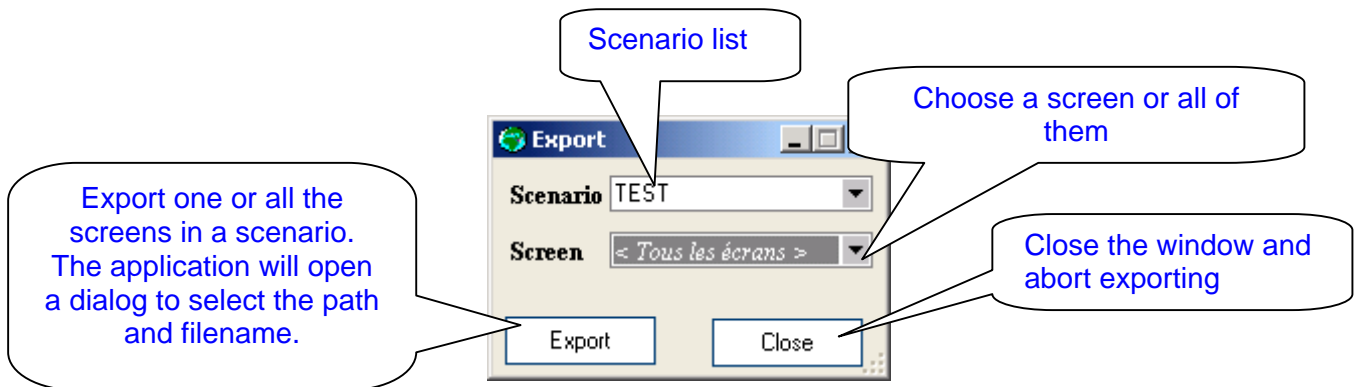 Scenario list
Choose a screen or all of
them
Export
Scenario TEST
Export one or all the
screens in a scenario.
The application will open
a dialog to select the path
and filename.
Screen < Tous les écrans >
Close the window and
abort exporting
Export
Close